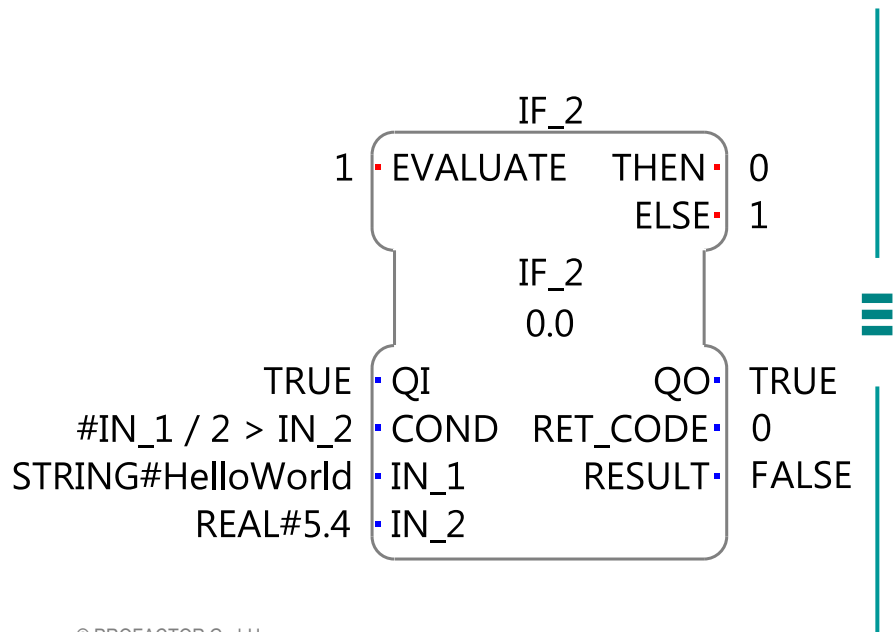 IF_2
1 EVALUATE THEN 0
ELSE 1
IF_2
0.0
TRUE QI QO TRUE
#IN_1 / 2 > IN_2 COND RET_CODE 0
STRING#HelloWorld IN_1 RESULT FALSE
REAL#5.4 IN_2
© PROFACTOR